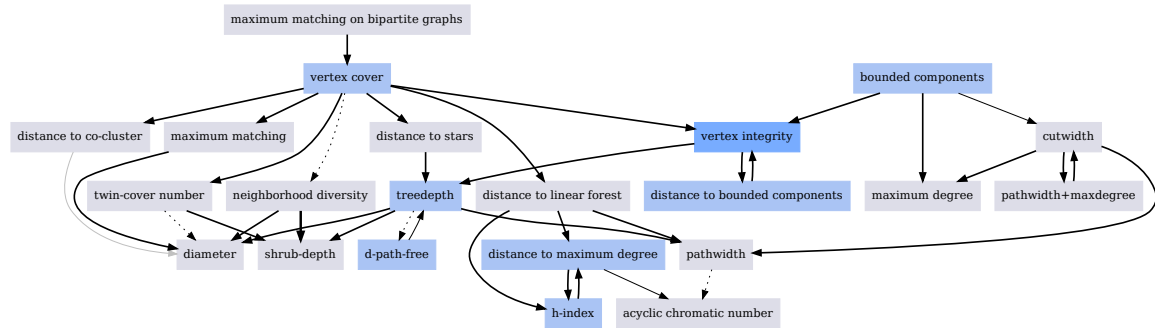 maximum matching on bipartite graphs
vertex cover
bounded components
distance to co-cluster
maximum matching
distance to stars
vertex integrity
cutwidth
twin-cover number
neighborhood diversity
treedepth
distance to linear forest
distance to bounded components
maximum degree
pathwidth+maxdegree
diameter
shrub-depth
d-path-free
distance to maximum degree
pathwidth
h-index
acyclic chromatic number